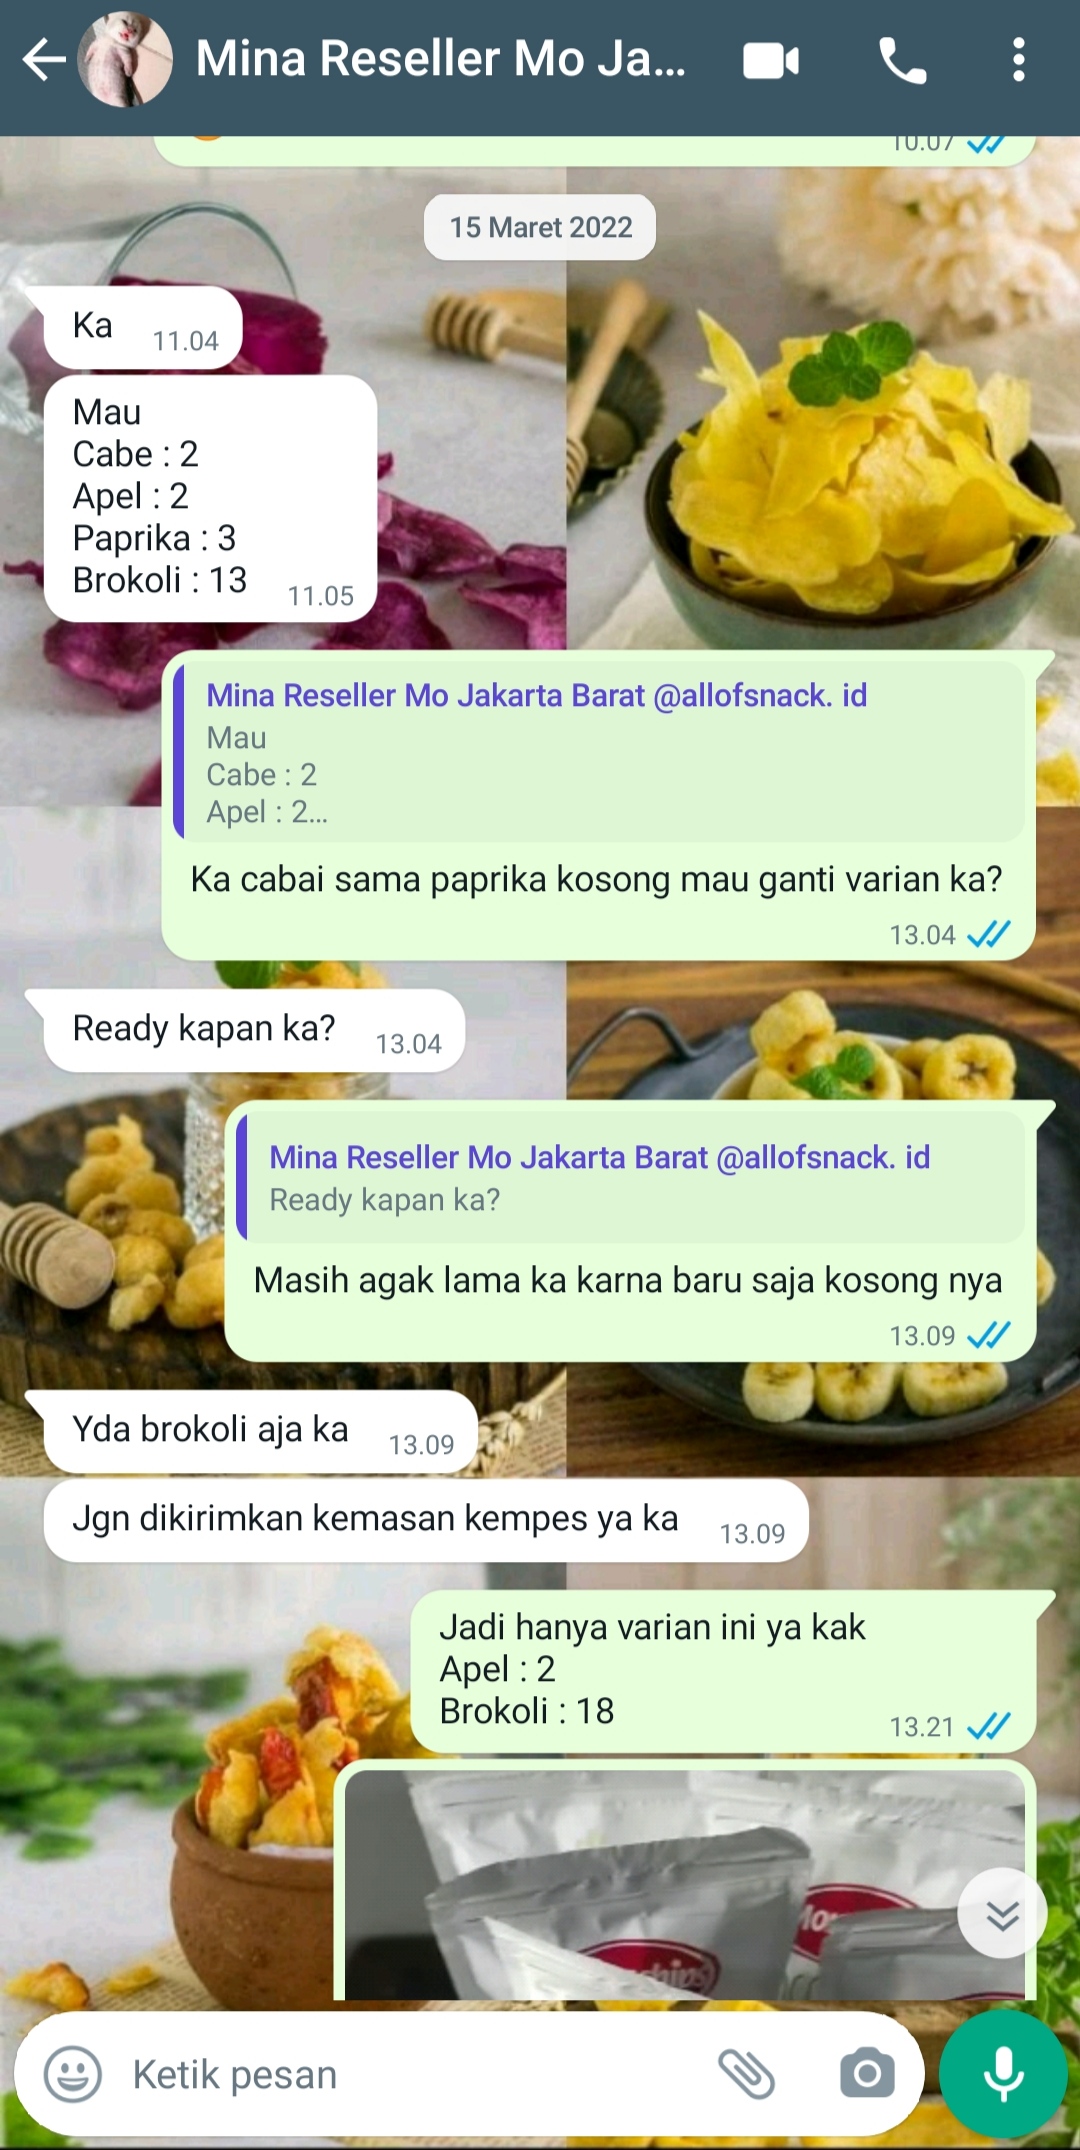 Mina Reseller Mo Ja...
10.07
15 Maret 2022
Ka
11.04
Mau
Cabe : 2
Apel : 2
Paprika : 3
Brokoli : 13
11.05
Mina Reseller Mo Jakarta Barat @allofsnack. id
Mau
Cabe : 2
Apel : 2...
Ka cabai sama paprika kosong mau ganti varian ka?
13.04
Ready kapan ka?
13.04
Mina Reseller Mo Jakarta Barat @allofsnack. id
Ready kapan ka?
Masih agak lama ka karna baru saja kosong nya
13.09
Yda brokoli aja ka
13.09
Jgn dikirimkan kemasan kempes ya ka
13.09
Jadi hanya varian ini ya kak
Apel : 2
Brokoli : 18
13.21
chips
Ketik pesan